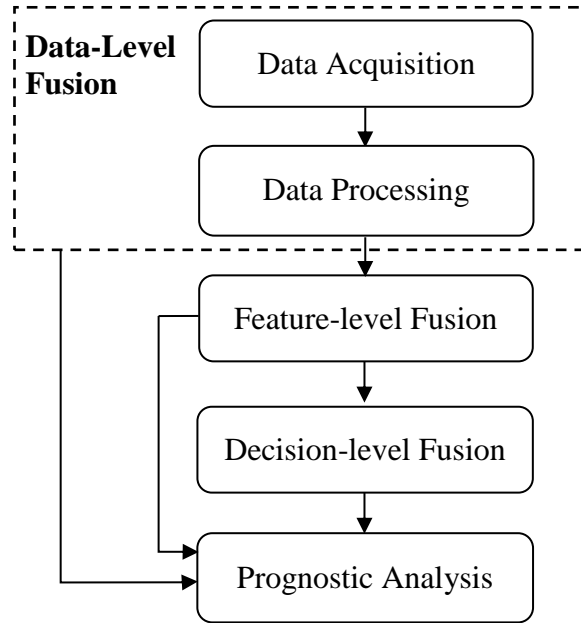 Data-Level
Fusion
Data Acquisition
Data Processing
Feature-level Fusion
Decision-level Fusion
Prognostic Analysis